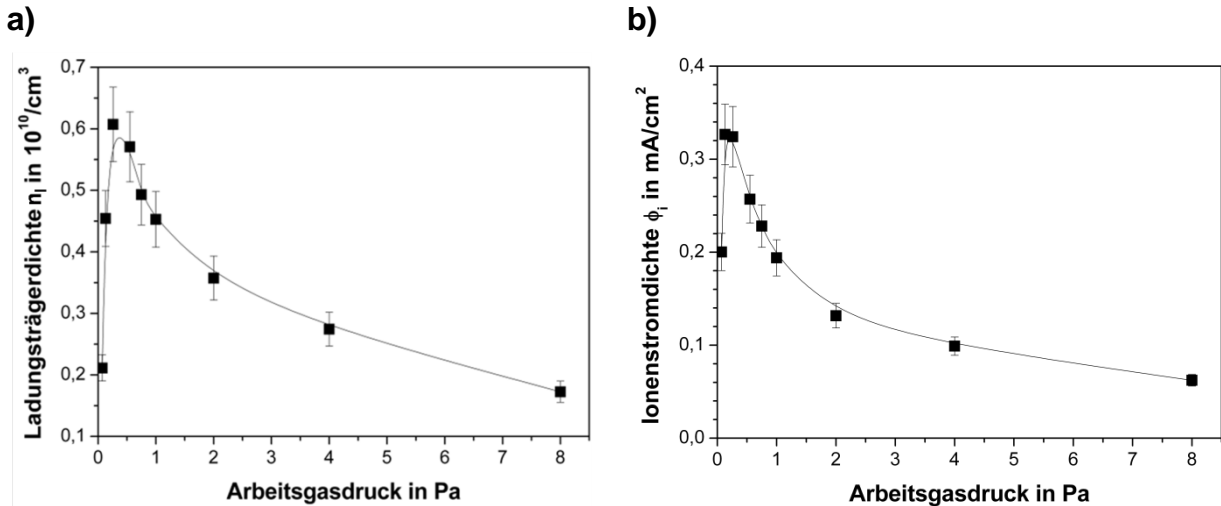 a)
0,7
0,6
0,5
0,4
0,3
0,2
0,1
0 1 2 3 4 5 6 7 8
Ladungsträgerdichte nI in 10^10/cm^3
Arbeitsgasdruck in Pa
b)
0,4
0,3
0,2
0,1
0,0
0 1 2 3 4 5 6 7 8
Ionenstromdichte ϕi in mA/cm^2
Arbeitsgasdruck in Pa